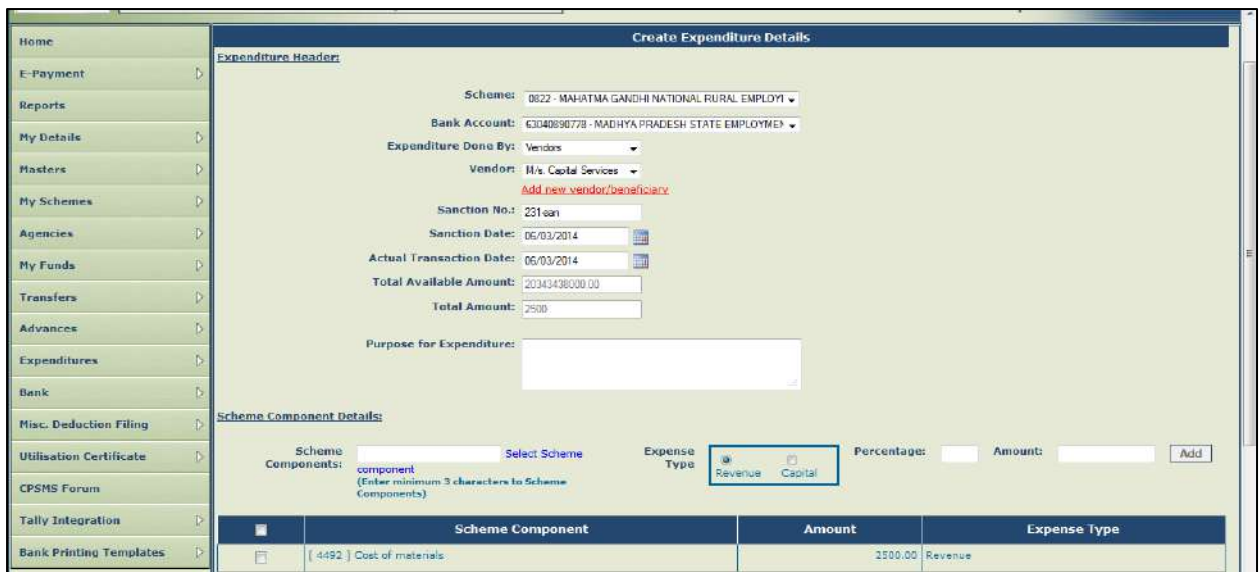 Home
E-Payment
Reports
My Details
Masters
My Schemes
Agencies
My Funds
Transfers
Advances
Expenditures
Bank
Misc. Deduction Filing
Utilisation Certificate
CPSMS Forum
Tally Integration
Bank Printing Templates
Create Expenditure Details
Expenditure Header:
Scheme: 0822 - MAHATMA GANDHI NATIONAL RURAL EMPLOYI
Bank Account: 63040890778 - MADHYA PRADESH STATE EMPLOYMEN
Expenditure Done By: Vendors
Vendor: M/s. Capital Services
Add new vendor/beneficiary
Sanction No.: 231-san
Sanction Date: 06/03/2014
Actual Transaction Date: 06/03/2014
Total Available Amount: 20343438000.00
Total Amount: 2500
Purpose for Expenditure:
Scheme Component Details:
Scheme Components: Select Scheme component
(Enter minimum 3 characters to Scheme Components)
Expense Type Revenue Capital
Percentage: Amount: Add
Scheme Component Amount Expense Type
[ 4492 ] Cost of materials 2500.00 Revenue